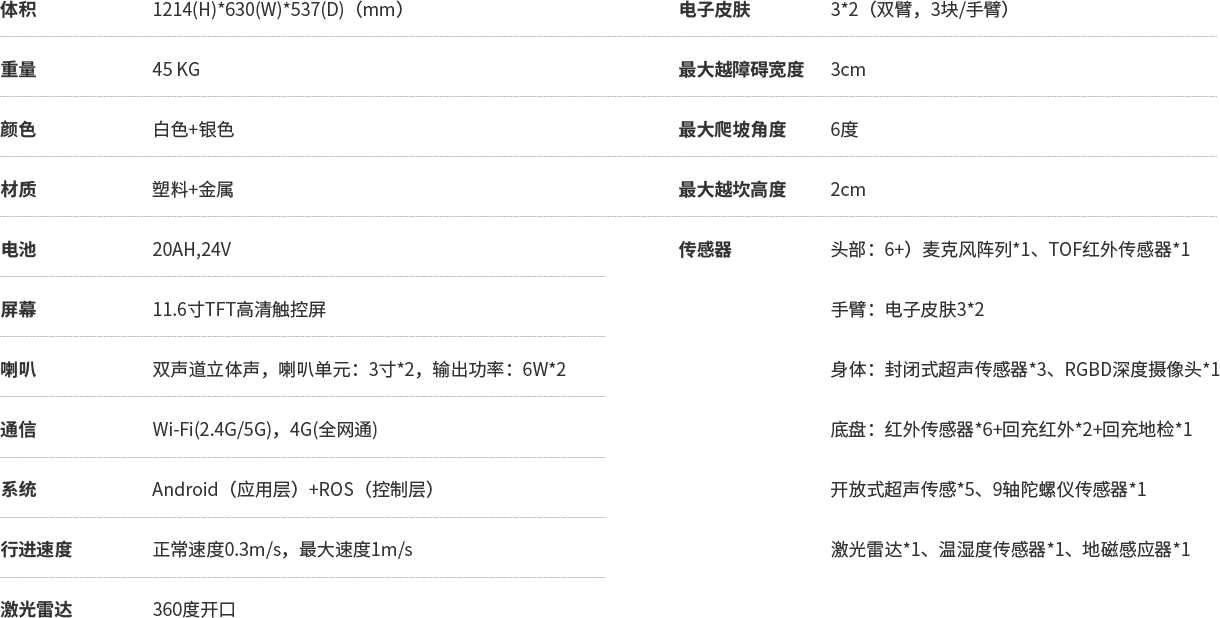 体积 1214(H)*630(W)*537(D)（mm） 电子皮肤 3*2（双臂，3块/手臂）
重量 45 KG 最大越障碍宽度 3cm
颜色 白色+银色 最大爬坡角度 6度
材质 塑料+金属 最大越坎高度 2cm
电池 20AH,24V 传感器 头部：6+）麦克风阵列*1、TOF红外传感器*1
屏幕 11.6寸TFT高清触控屏 手臂：电子皮肤3*2
喇叭 双声道立体声，喇叭单元：3寸*2，输出功率：6W*2 身体：封闭式超声传感器*3、RGBD深度摄像头*1
通信 Wi-Fi(2.4G/5G)，4G(全网通) 底盘：红外传感器*6+回充红外*2+回充地检*1
系统 Android（应用层）+ROS（控制层） 开放式超声传感*5、9轴陀螺仪传感器*1
行进速度 正常速度0.3m/s，最大速度1m/s 激光雷达*1、温湿度传感器*1、地磁感应器*1
激光雷达 360度开口